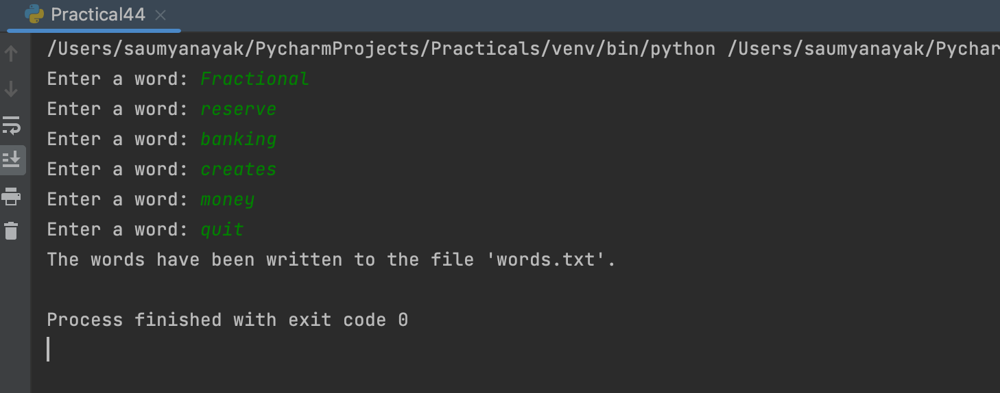 Practical44
/Users/saumyanayak/PycharmProjects/Practicals/venv/bin/python /Users/saumyanayak/Pychar
Enter a word: Fractional
Enter a word: reserve
Enter a word: banking
Enter a word: creates
Enter a word: money
Enter a word: quit
The words have been written to the file 'words.txt'.
Process finished with exit code 0